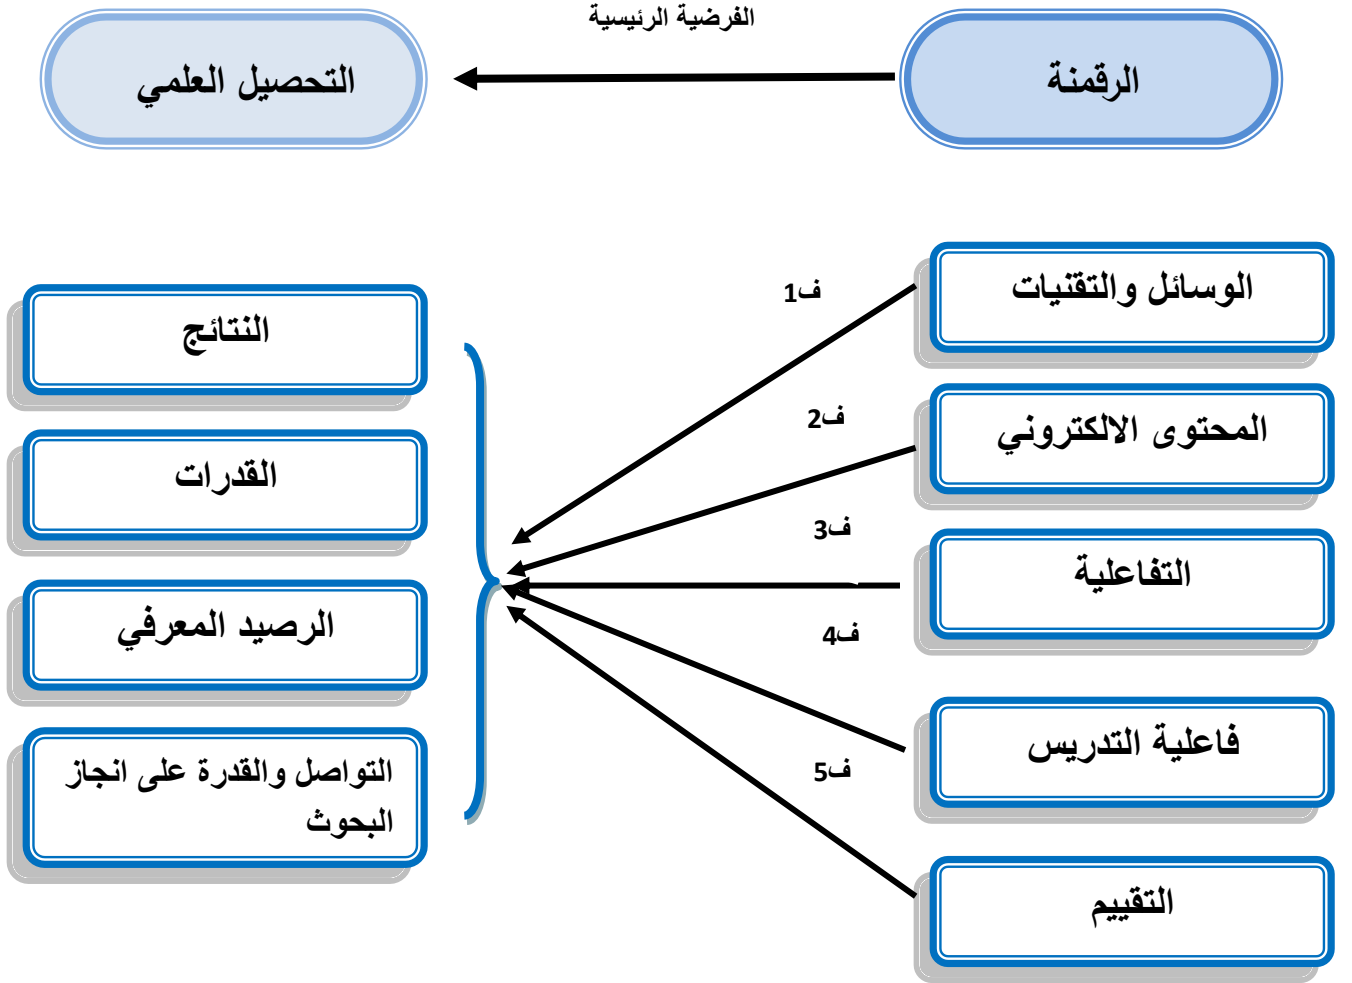 الفرضية الرئيسية
الرقمنة
التحصيل العلمي
الوسائل والتقنيات
المحتوى الالكتروني
التفاعلية
فاعلية التدريس
التقييم
ف1
ف2
ف3
ف4
ف5
النتائج
القدرات
الرصيد المعرفي
التواصل والقدرة على انجاز
البحوث